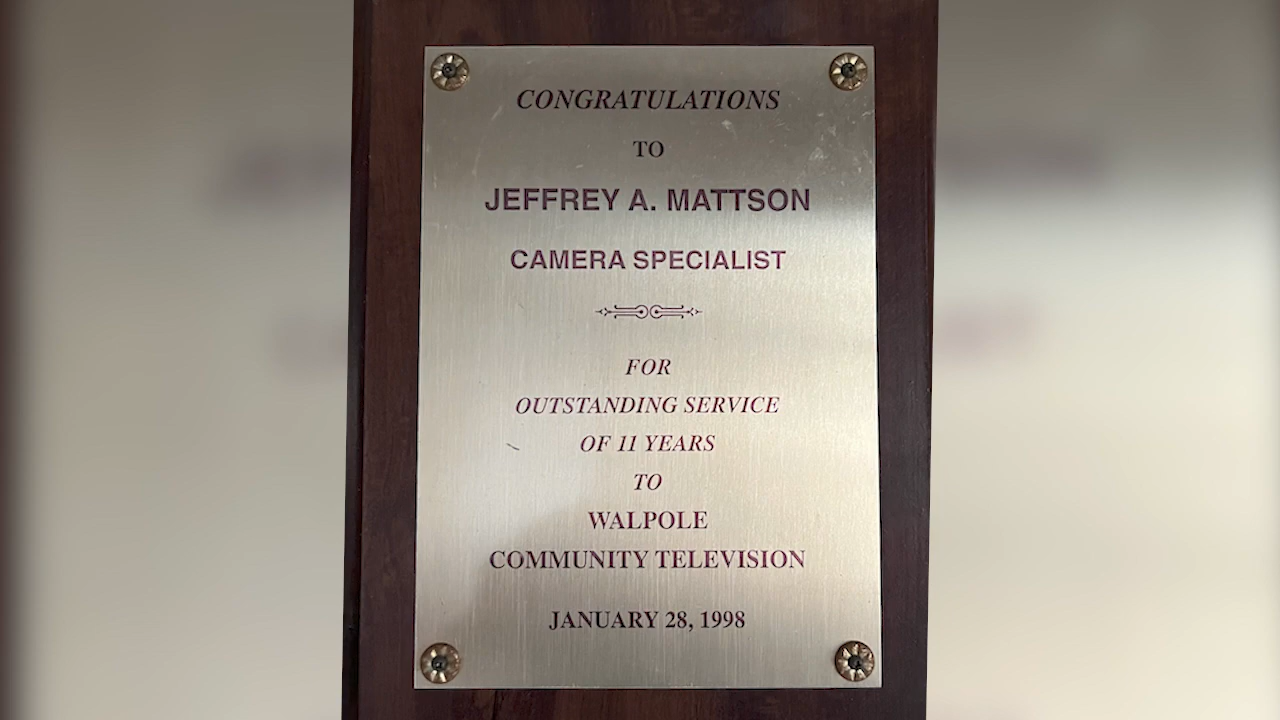 CONGRATULATIONS
TO
JEFFREY A. MATTSON
CAMERA SPECIALIST
FOR
OUTSTANDING SERVICE
OF 11 YEARS
TO
WALPOLE
COMMUNITY TELEVISION
JANUARY 28, 1998